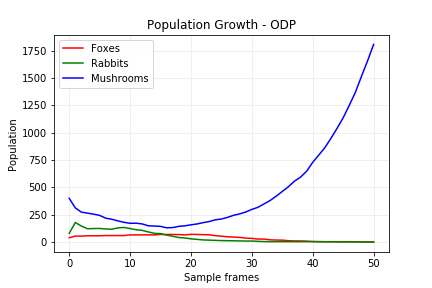 Population Growth - ODP
Foxes
Rabbits
Mushrooms
Population
1750
1500
1250
1000
750
500
250
0
0 10 20 30 40 50
Sample frames